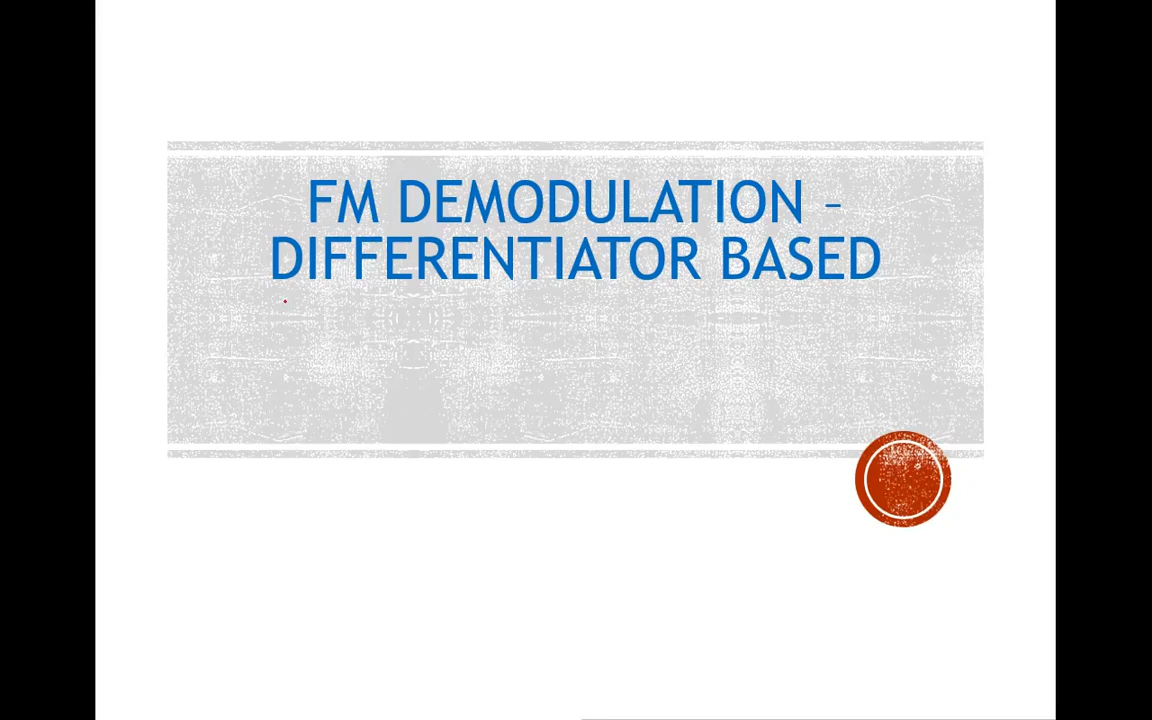 FM DEMODULATION –
DIFFERENTIATOR BASED